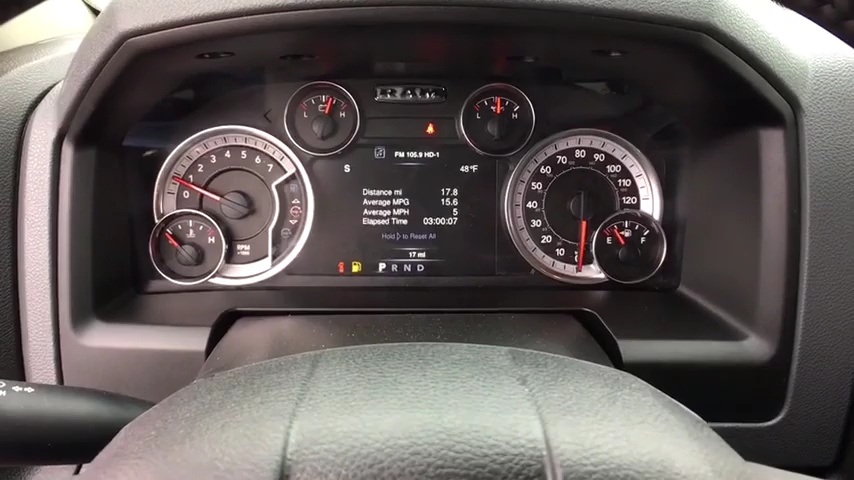 RAM
L H
L H
FM 105.9 HD-1
S 48°F
Distance mi 17.8
Average MPG 15.6
Average MPH 5
Elapsed Time 03:00:07
Hold ▷ to Reset All
17 mi
P R N D
0 1 2 3 4 5 6 7
RPM
x1000
H
10 20 30 40 50 60 70 80 90 100 110 120
MPH
E F